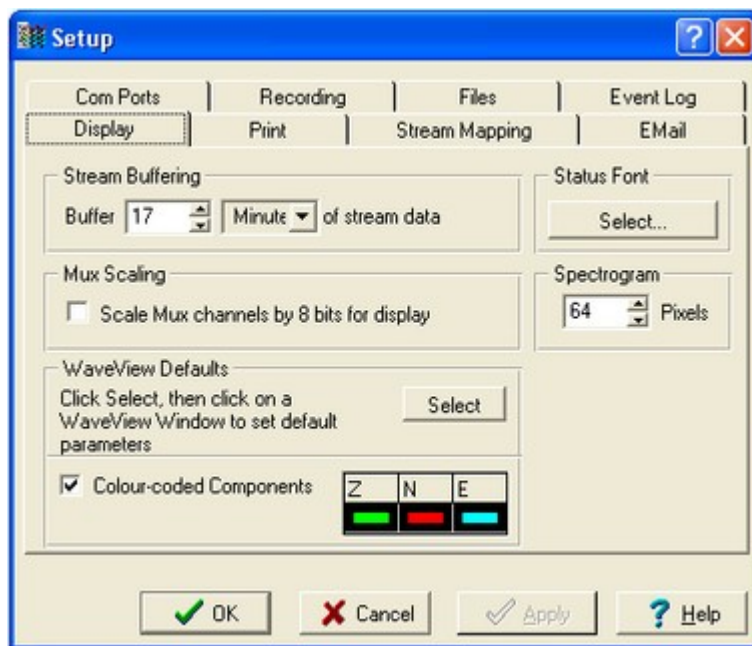 Setup
Com Ports Recording Files Event Log
Display Print Stream Mapping EMail
Stream Buffering
Buffer 17 Minute of stream data
Status Font
Select...
Mux Scaling
Scale Mux channels by 8 bits for display
Spectrogram
64 Pixels
WaveView Defaults
Click Select, then click on a
WaveView Window to set default
parameters
Select
Colour-coded Components
Z N E
OK Cancel Apply Help